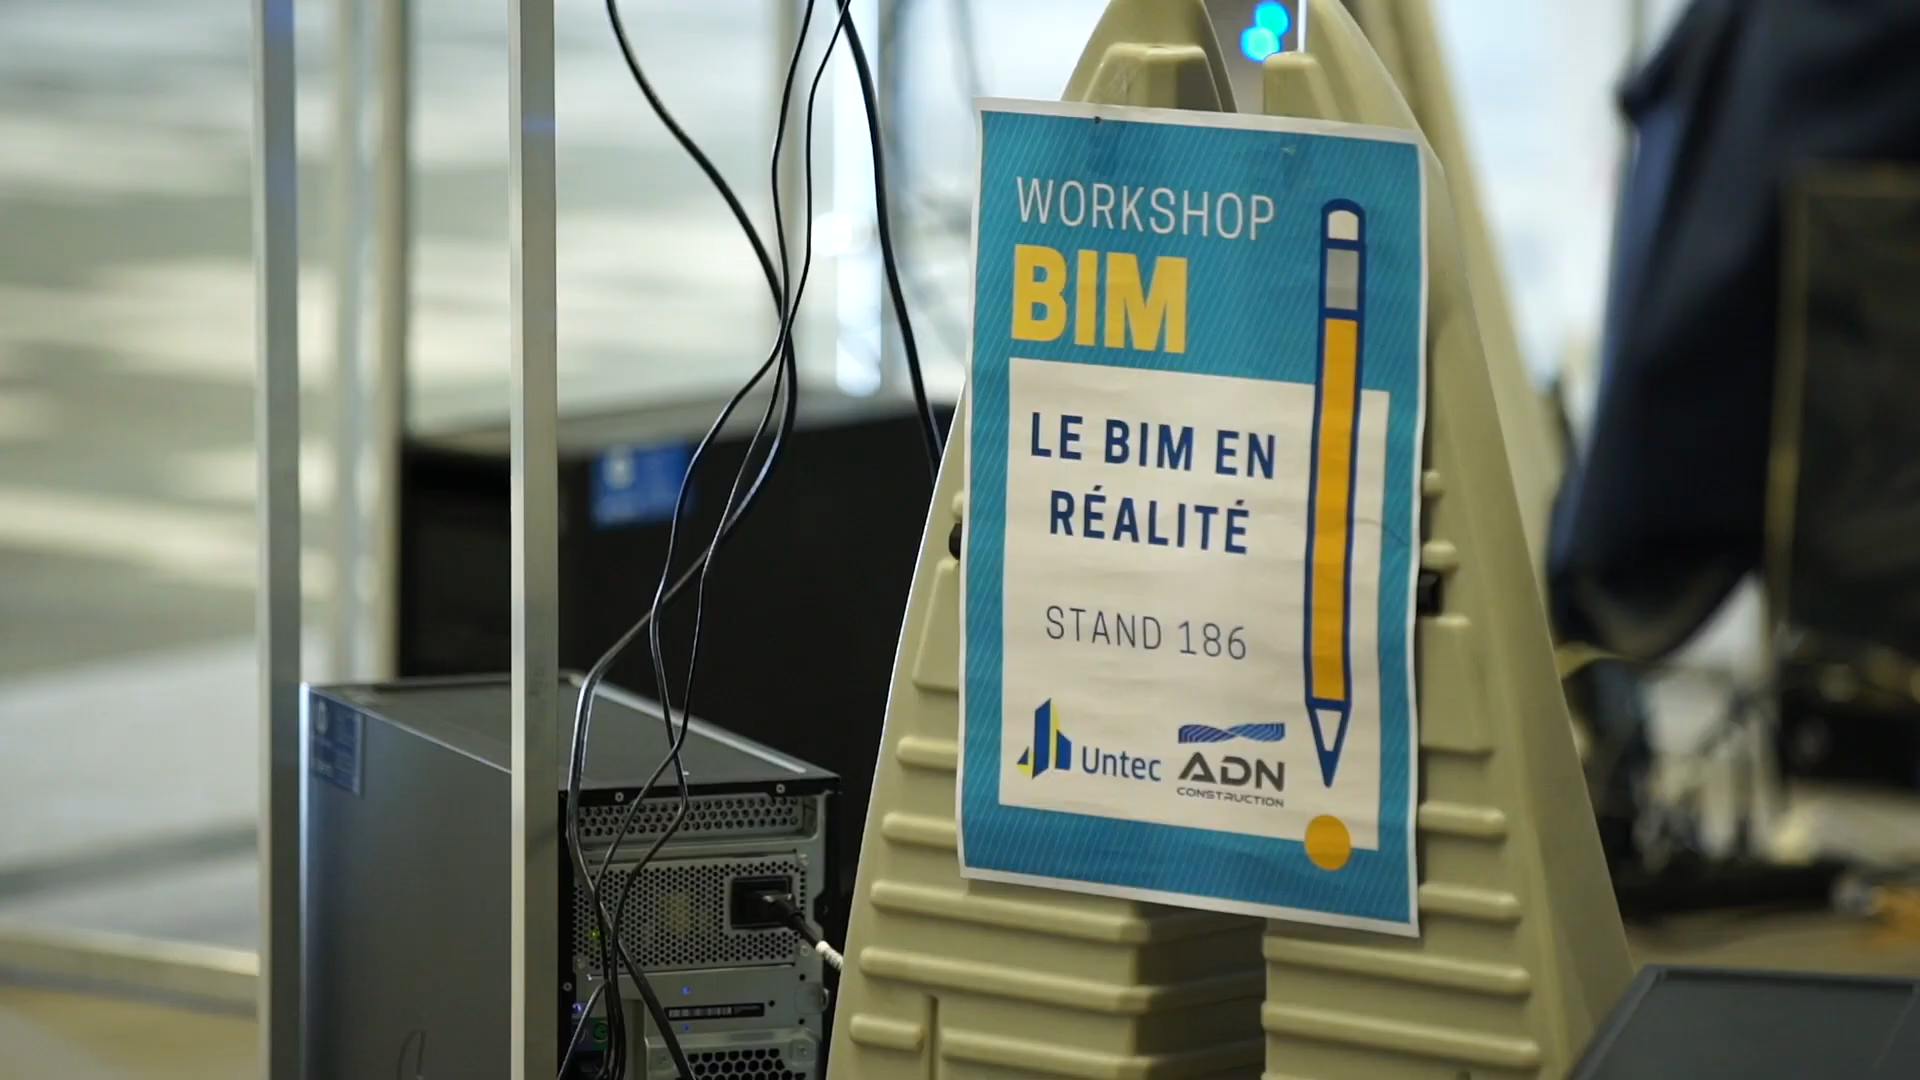 WORKSHOP
BIM
LE BIM EN
RÉALITÉ
STAND 186
Untec
ADN
CONSTRUCTION